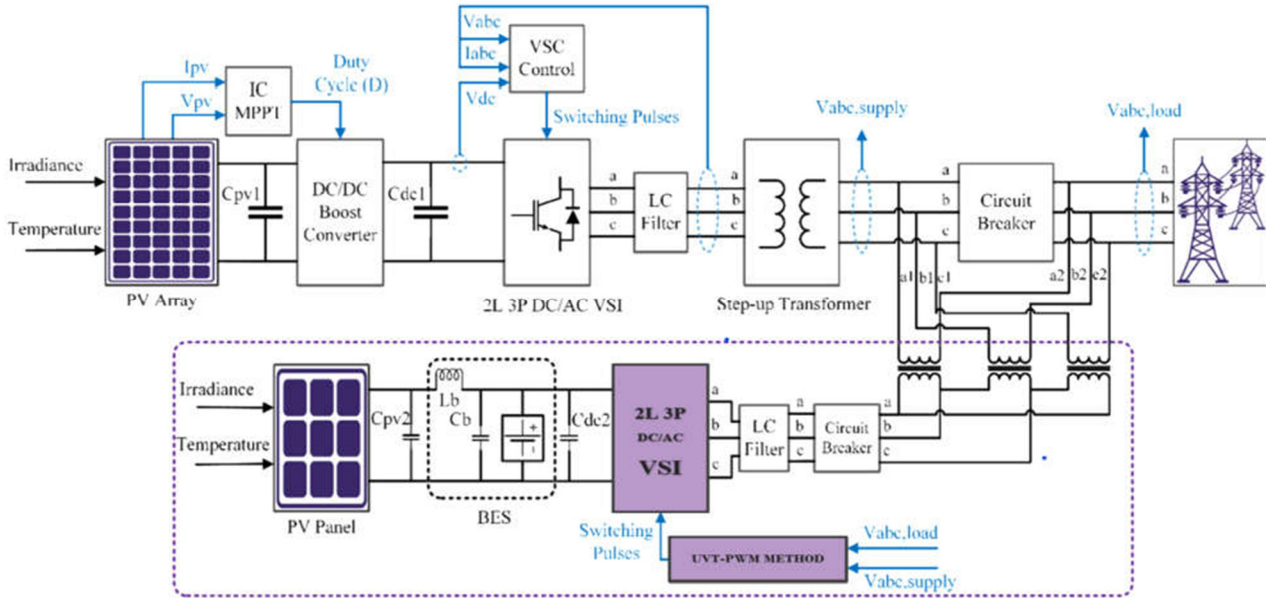 Vabc
Iabc
Vdc
VSC
Control
Ipv
Vpv
IC
MPPT
Duty
Cycle (D)
Switching Pulses
Vabc,supply
Vabc,load
Irradiance
Temperature
Cpv1
DC/DC
Boost
Converter
Cdc1
a
b
c
LC
Filter
a
b
c
a
b
c
Circuit
Breaker
a
b
c
PV Array
2L 3P DC/AC VSI
Step-up Transformer
a1
b1
c1
a2
b2
c2
Irradiance
Temperature
Cpv2
Lb
Cb
+
-
Cdc2
2L 3P
DC/AC
VSI
a
b
c
LC
Filter
a
b
c
Circuit
Breaker
a
b
c
PV Panel
BES
Switching
Pulses
UVT-PWM METHOD
Vabc,load
Vabc,supply